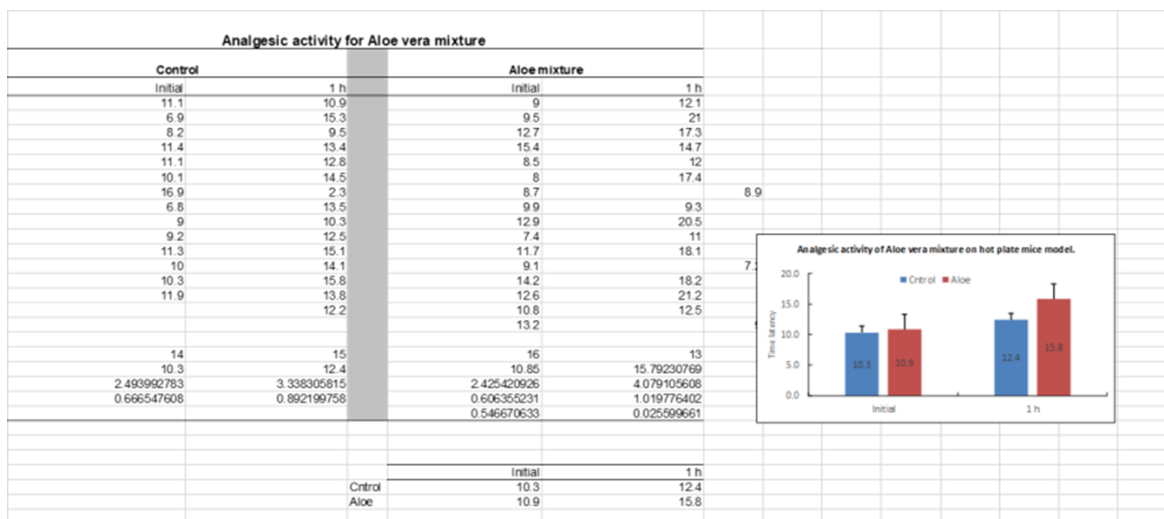 Analgesic activity for Aloe vera mixture
Control Aloe mixture
Initial 1 h Initial 1 h
11.1 10.9 9 12.1
6.9 15.3 9.5 21
8.2 9.5 12.7 17.3
11.4 13.4 15.4 14.7
11.1 12.8 8.5 12
10.1 14.5 8 17.4
16.9 2.3 8.7 8.9
6.8 13.5 9.9 9.3
9 10.3 12.9 20.5
9.2 12.5 7.4 11
11.3 15.1 11.7 18.1
10 14.1 9.1
10.3 15.8 14.2 18.2
11.9 13.8 12.6 21.2
12.2 10.8 12.5
13.2
14 15 16 13
10.3 12.4 10.85 15.79230769
2.493992783 3.338305815 2.425420926 4.079105608
0.666547608 0.892199758 0.606355231 1.019776402
0.546670633 0.025599661
Initial 1 h
Cntrol 10.3 12.4
Aloe 10.9 15.8
Analgesic activity of Aloe vera mixture on hot plate mice model.
Cntrol Aloe
Time latency
20.0
15.0
10.0
5.0
0.0
10.3 10.9 12.4 15.8
Initial 1 h